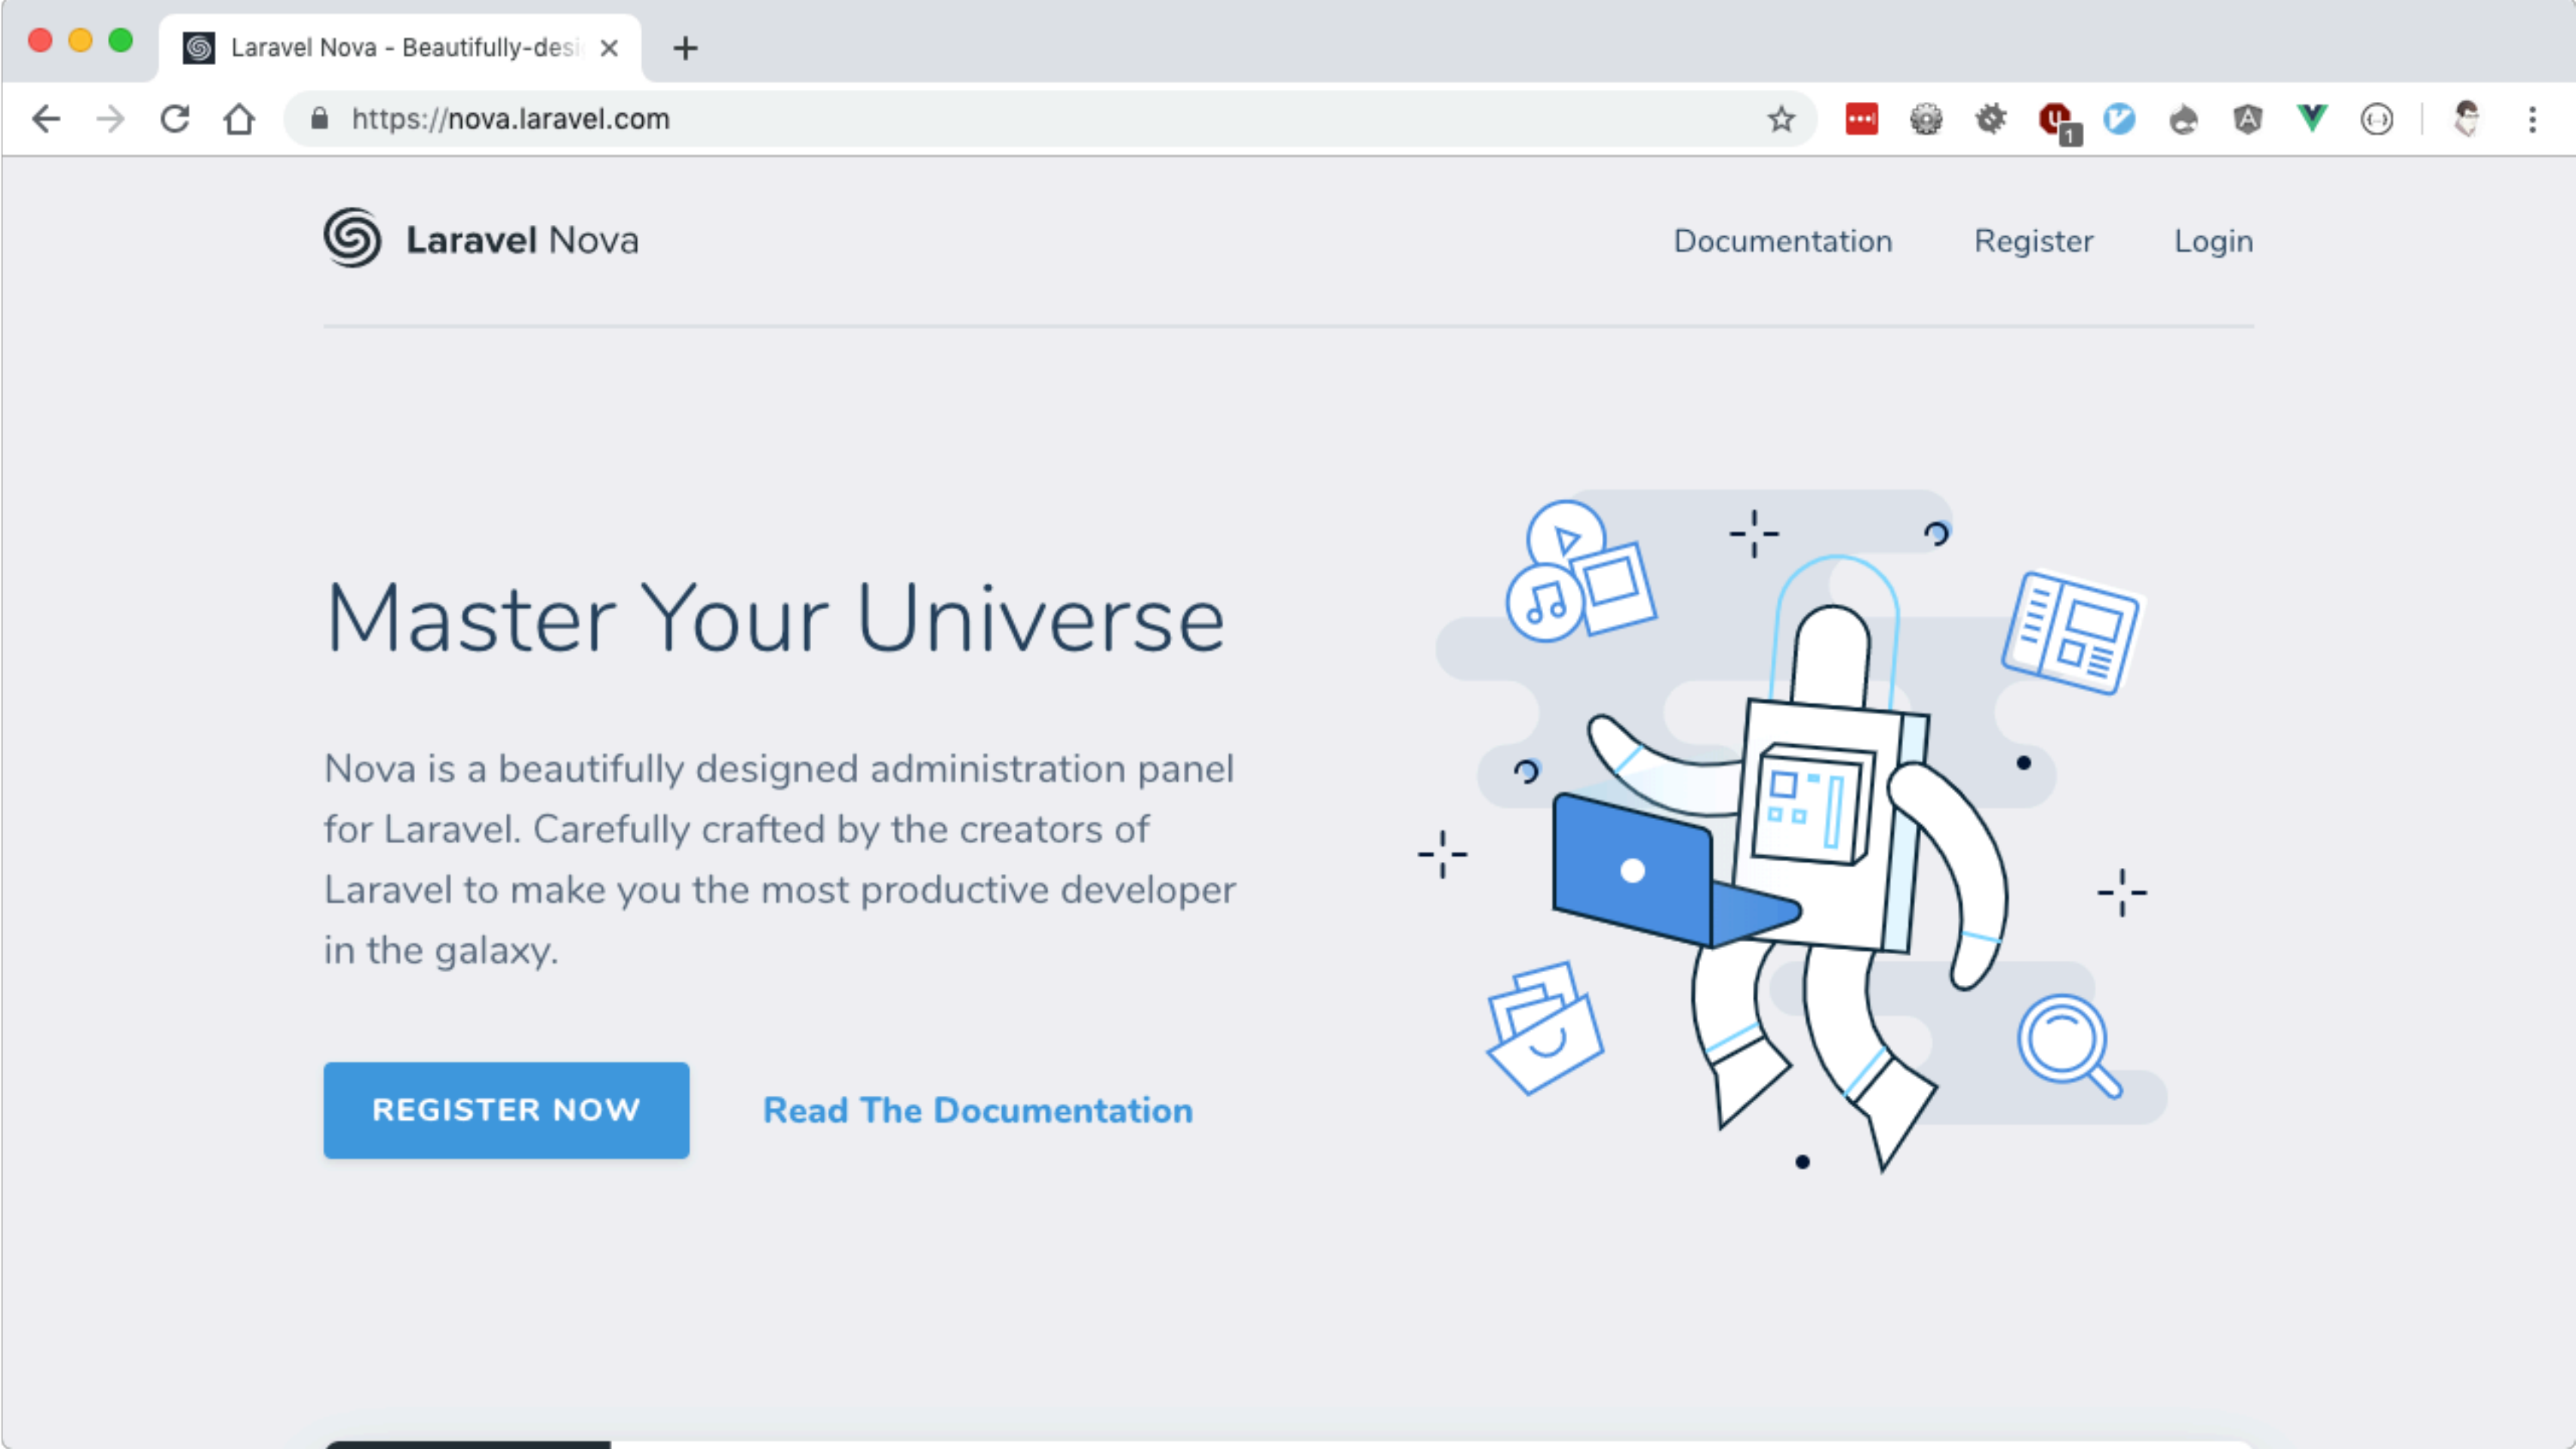 Laravel Nova - Beautifully-desi
https://nova.laravel.com
1
Laravel Nova
Documentation Register Login
Master Your Universe
Nova is a beautifully designed administration panel
for Laravel. Carefully crafted by the creators of
Laravel to make you the most productive developer
in the galaxy.
REGISTER NOW Read The Documentation